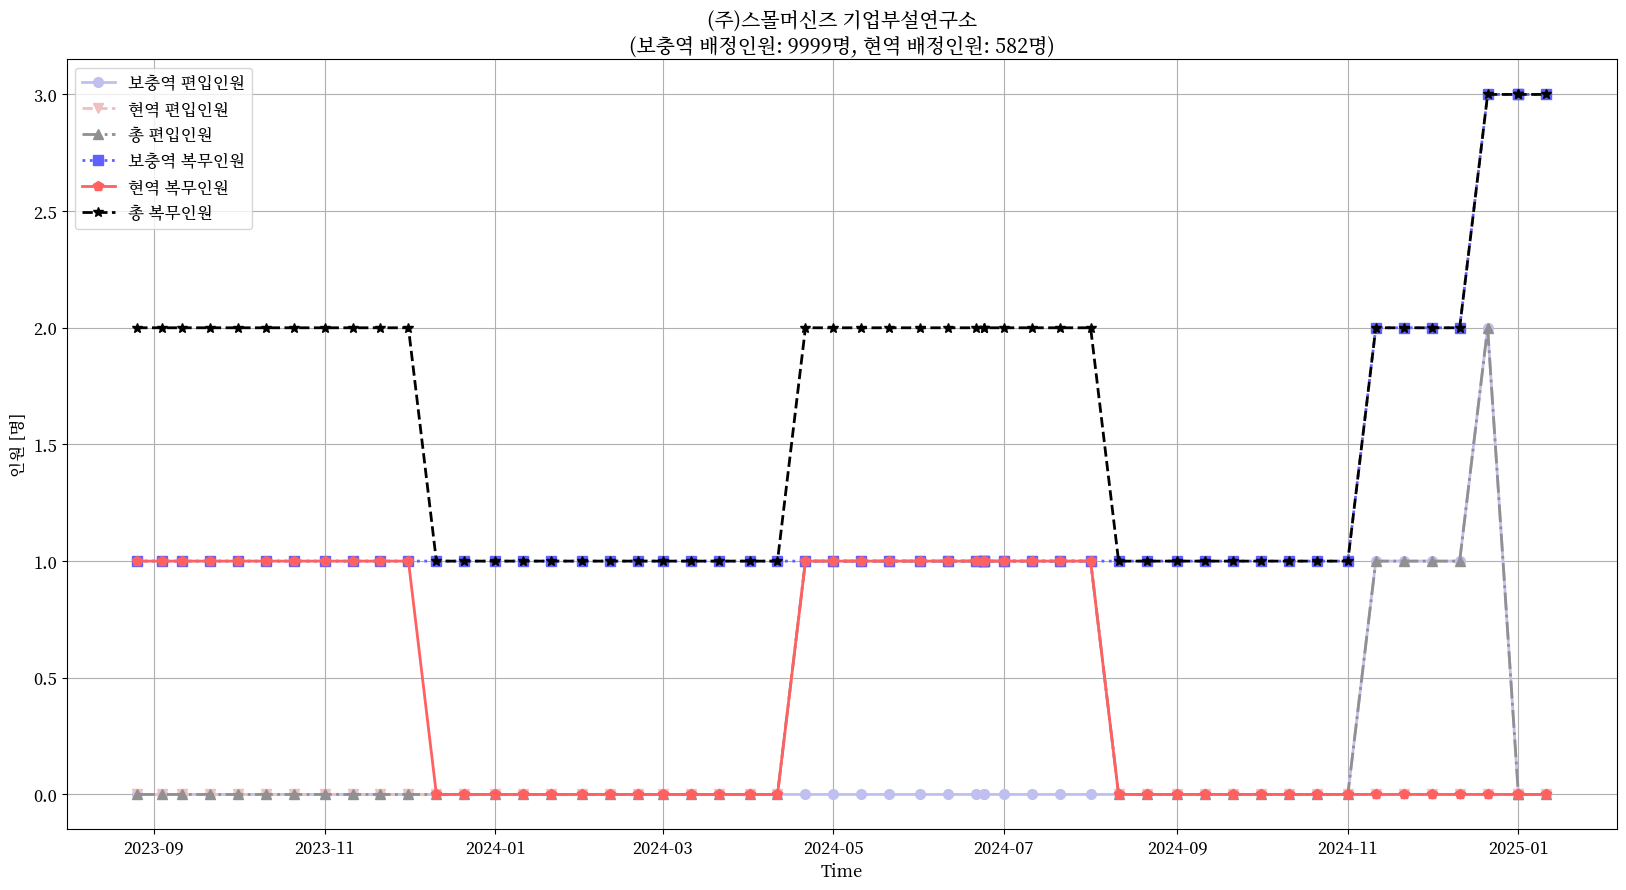 (주)스몰머신즈 기업부설연구소
(보충역 배정인원: 9999명, 현역 배정인원: 582명)
보충역 편입인원
현역 편입인원
총 편입인원
보충역 복무인원
현역 복무인원
총 복무인원
인원 [명]
3.0
2.5
2.0
1.5
1.0
0.5
0.0
2023-09
2023-11
2024-01
2024-03
2024-05
2024-07
2024-09
2024-11
2025-01
Time